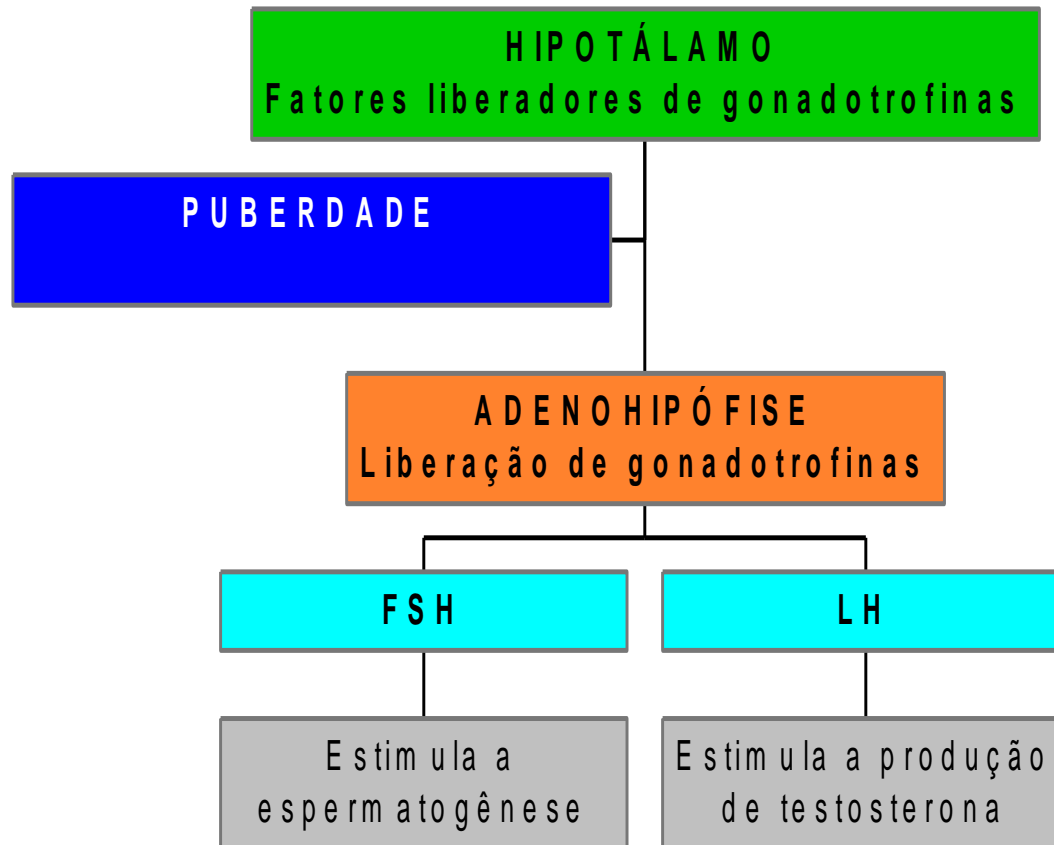 HIPOTÁLAMO
Fatores liberadores de gonadotrofinas
PUBERDADE
ADENOHIPÓFISE
Liberação de gonadotrofinas
FSH
LH
Estimula a
espermatogênese
Estimula a produção
de testosterona